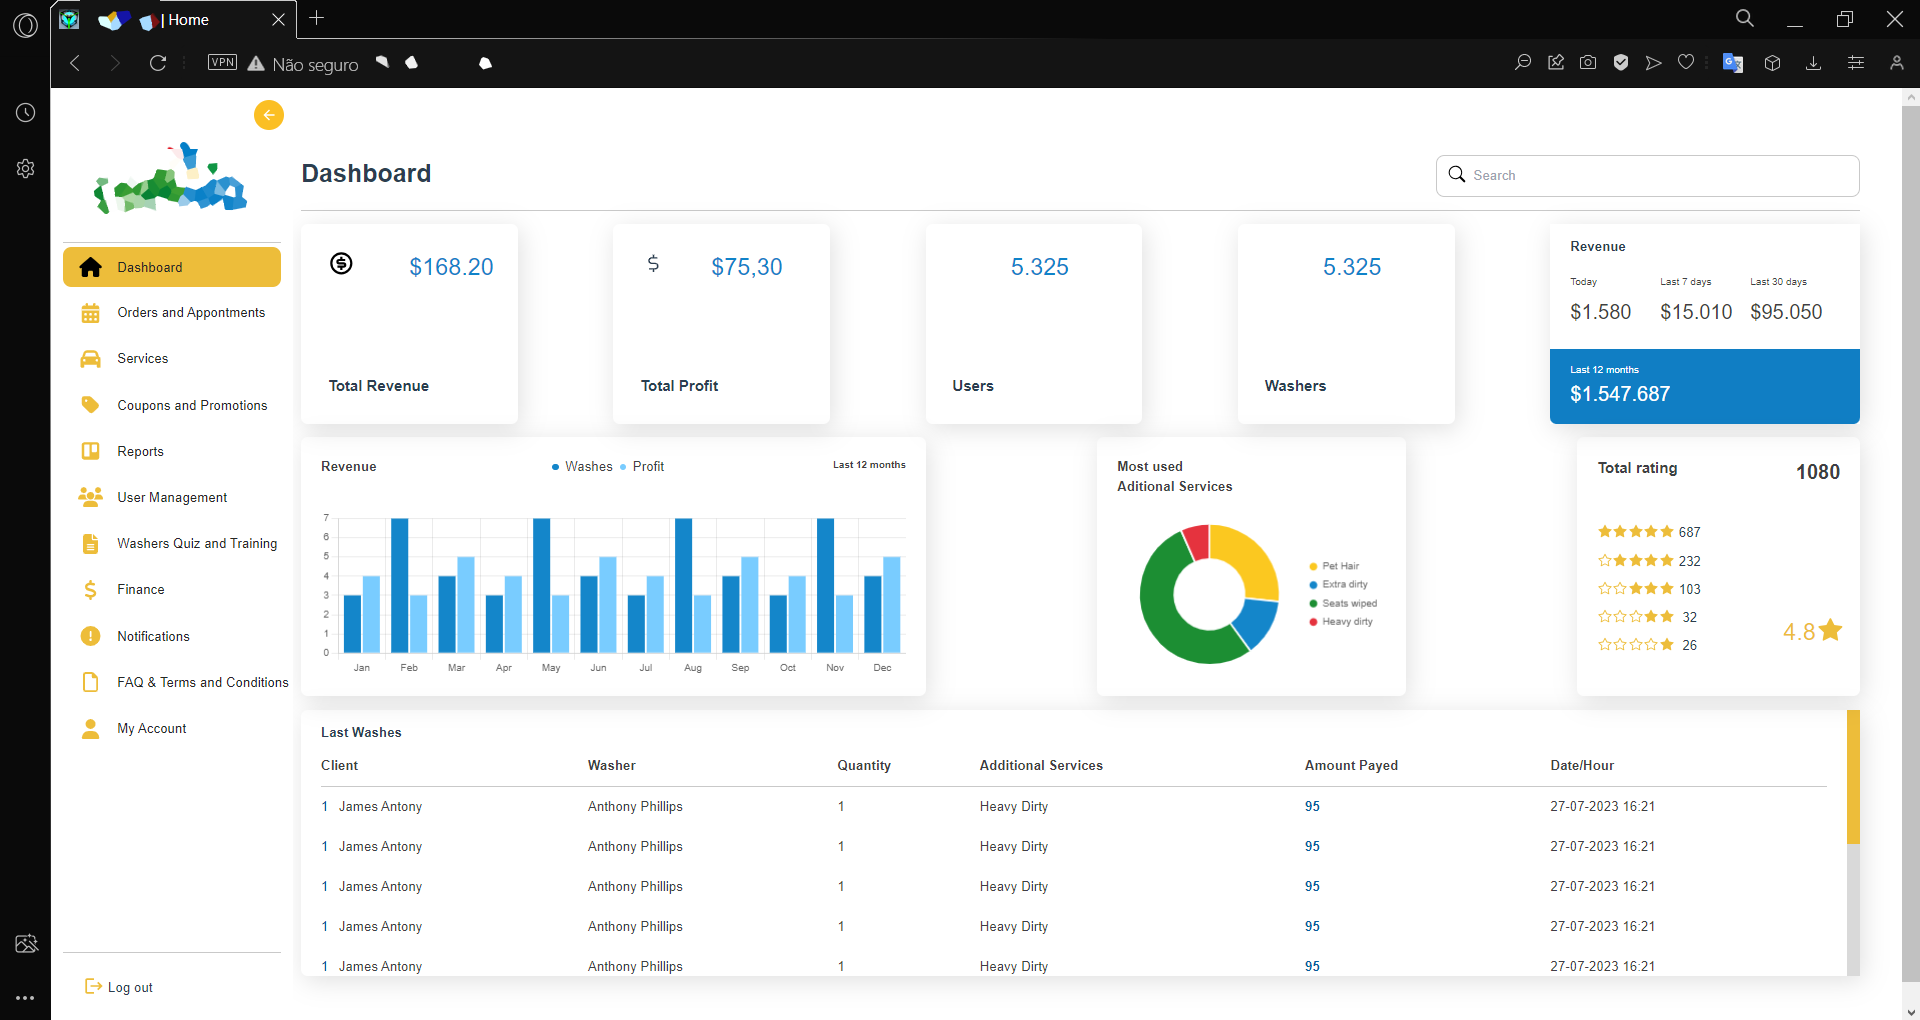 | Home
VPN Não seguro
Dashboard
Search
Dashboard
Orders and Appontments
Services
Coupons and Promotions
Reports
User Management
Washers Quiz and Training
Finance
Notifications
FAQ & Terms and Conditions
My Account
Log out
$168.20
Total Revenue
$75,30
Total Profit
5.325
Users
5.325
Washers
Revenue
Today Last 7 days Last 30 days
$1.580 $15.010 $95.050
Last 12 months
$1.547.687
Revenue Washes Profit Last 12 months
7
6
5
4
3
2
1
0
Jan Feb Mar Apr May Jun Jul Aug Sep Oct Nov Dec
Most used
Aditional Services
Pet Hair
Extra dirty
Seats wiped
Heavy dirty
Total rating 1080
687
232
103
32
26
4.8
Last Washes
Client Washer Quantity Additional Services Amount Payed Date/Hour
1 James Antony Anthony Phillips 1 Heavy Dirty 95 27-07-2023 16:21
1 James Antony Anthony Phillips 1 Heavy Dirty 95 27-07-2023 16:21
1 James Antony Anthony Phillips 1 Heavy Dirty 95 27-07-2023 16:21
1 James Antony Anthony Phillips 1 Heavy Dirty 95 27-07-2023 16:21
1 James Antony Anthony Phillips 1 Heavy Dirty 95 27-07-2023 16:21